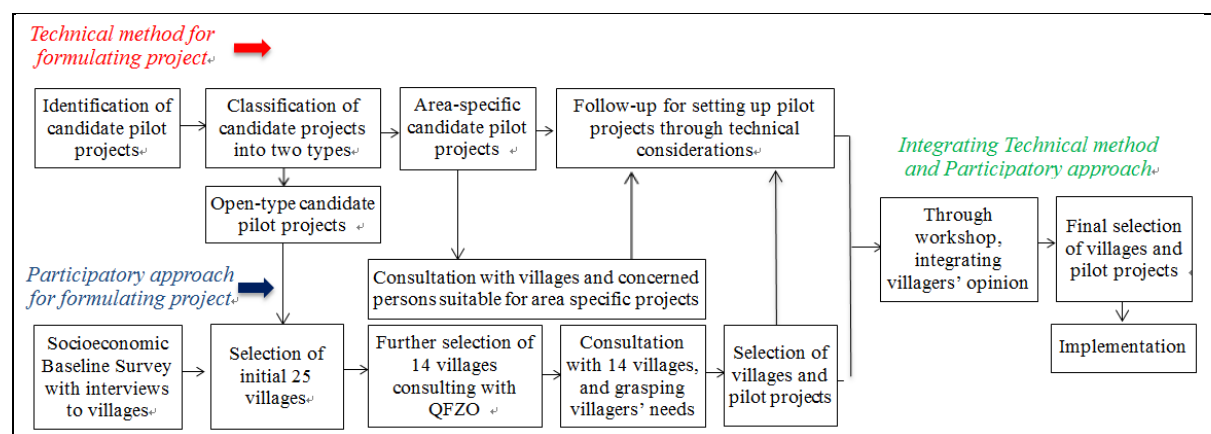 Technical method for
formulating project
Identification of
candidate pilot
projects
Classification of
candidate projects
into two types
Area-specific
candidate pilot
projects
Follow-up for setting up pilot
projects through technical
considerations
Integrating Technical method
and Participatory approach
Open-type candidate
pilot projects
Through
workshop,
integrating
villagers’ opinion
Final selection
of villages and
pilot projects
Participatory approach
for formulating project
Consultation with villages and concerned
persons suitable for area specific projects
Socioeconomic
Baseline Survey
with interviews
to villages
Selection of
initial 25
villages
Further selection of
14 villages
consulting with
QFZO
Consultation
with 14 villages,
and grasping
villagers’ needs
Selection of
villages and
pilot projects
Implementation